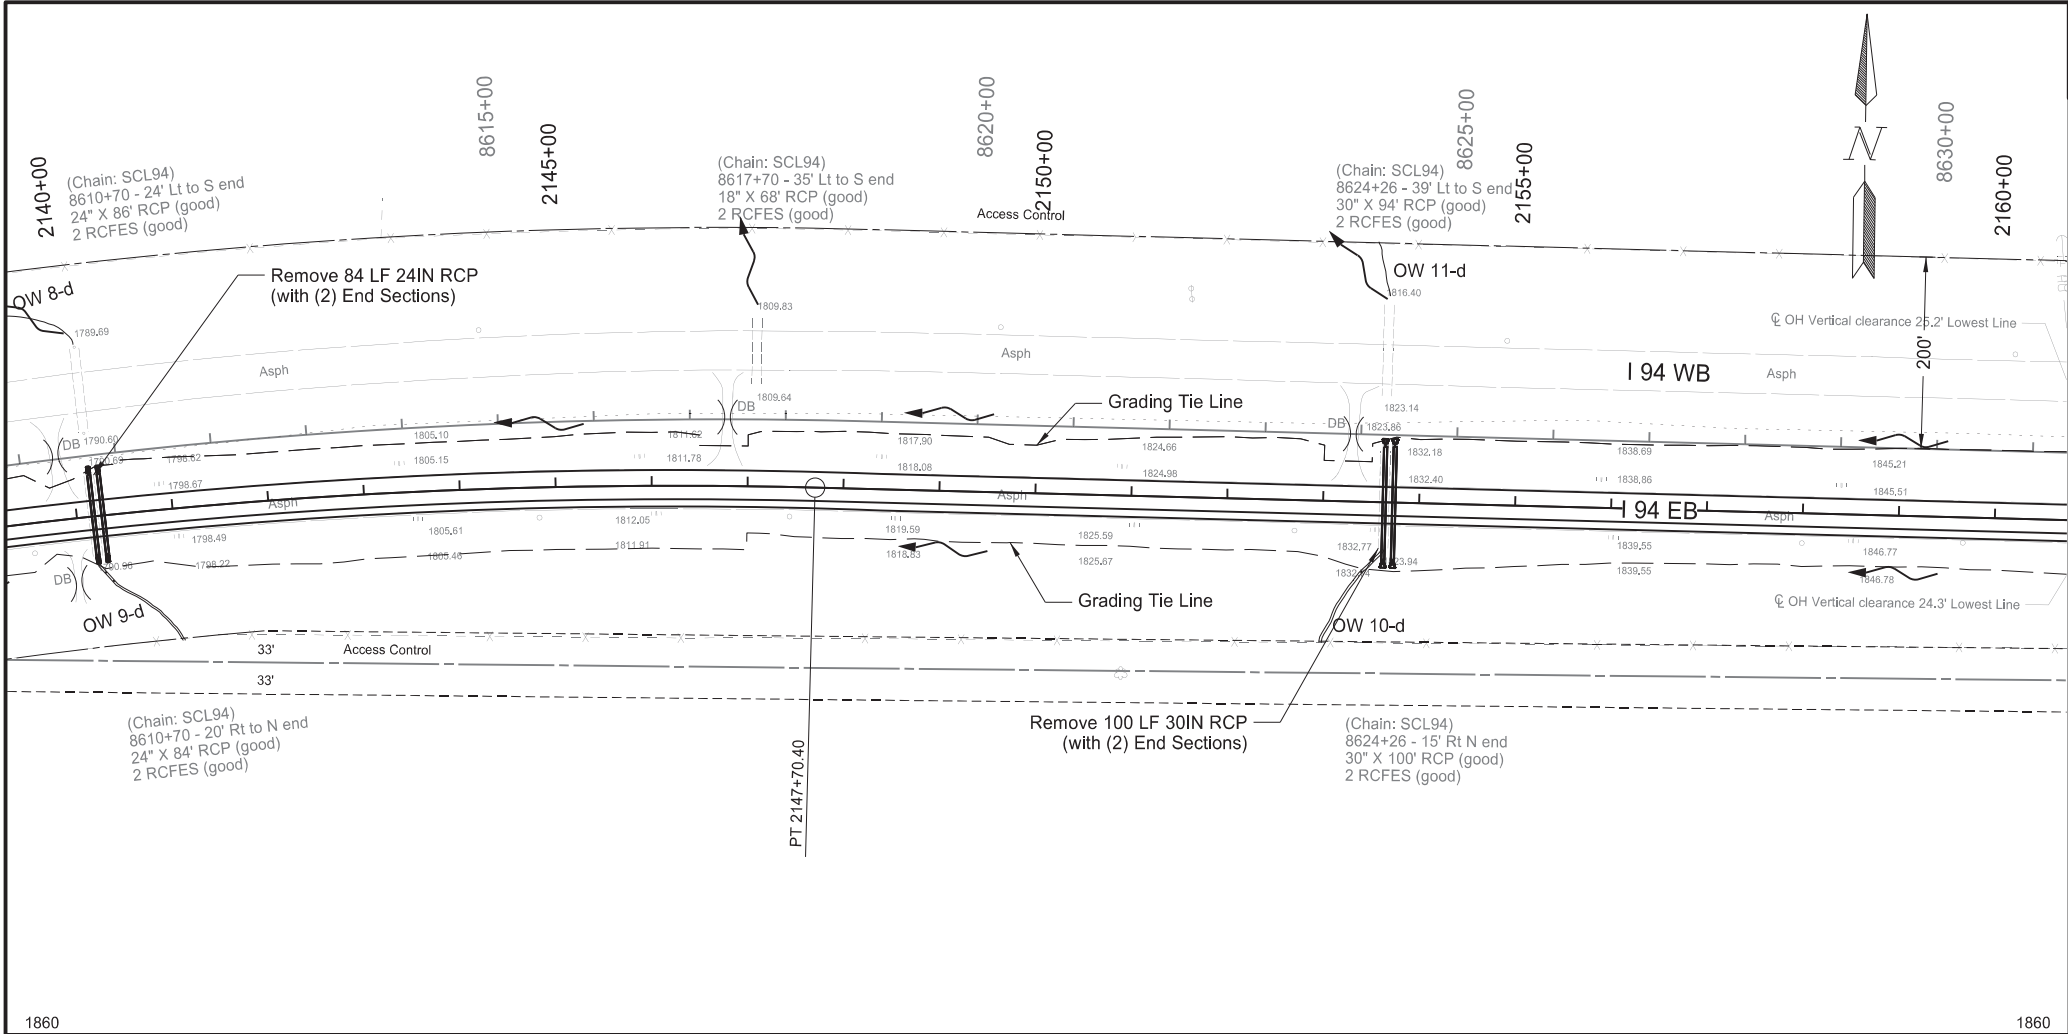 2140+00
(Chain: SCL94)
8610+70 - 24' Lt to S end
24" X 86' RCP (good)
2 RCFES (good)
8615+00
2145+00
(Chain: SCL94)
8617+70 - 35' Lt to S end
18" X 68' RCP (good)
2 RCFES (good)
8620+00
2150+00
Access Control
(Chain: SCL94)
8624+26 - 39' Lt to S end
30" X 94' RCP (good)
2 RCFES (good)
8625+00
2155+00
N
8630+00
2160+00
OW 8-d
Remove 84 LF 24IN RCP
(with (2) End Sections)
OW 11-d
1816.40
1809.83
1789.69
℄ OH Vertical clearance 25.2' Lowest Line
200'
Asph
Asph
I 94 WB
Asph
1809.64
Grading Tie Line
1823.14
DB
DB
DB
1790.60
1805.10
1811.62
1817.90
1824.66
1823.86
1832.18
1838.69
1845.21
1790.69
1798.62
1805.15
1811.78
1818.08
1824.98
1832.40
1838.86
1845.51
1798.67
Asph
Asph
I 94 EB
Asph
1798.49
1805.61
1812.05
1819.59
1825.59
1832.77
1839.55
1846.77
1790.96
1798.22
1805.46
1811.91
1818.83
1825.67
1839.55
1846.78
DB
OW 9-d
Grading Tie Line
OW 10-d
℄ OH Vertical clearance 24.3' Lowest Line
33'
Access Control
33'
(Chain: SCL94)
8610+70 - 20' Rt to N end
24" X 84' RCP (good)
2 RCFES (good)
PT 2147+70.40
Remove 100 LF 30IN RCP
(with (2) End Sections)
(Chain: SCL94)
8624+26 - 15' Rt N end
30" X 100' RCP (good)
2 RCFES (good)
1860
1860